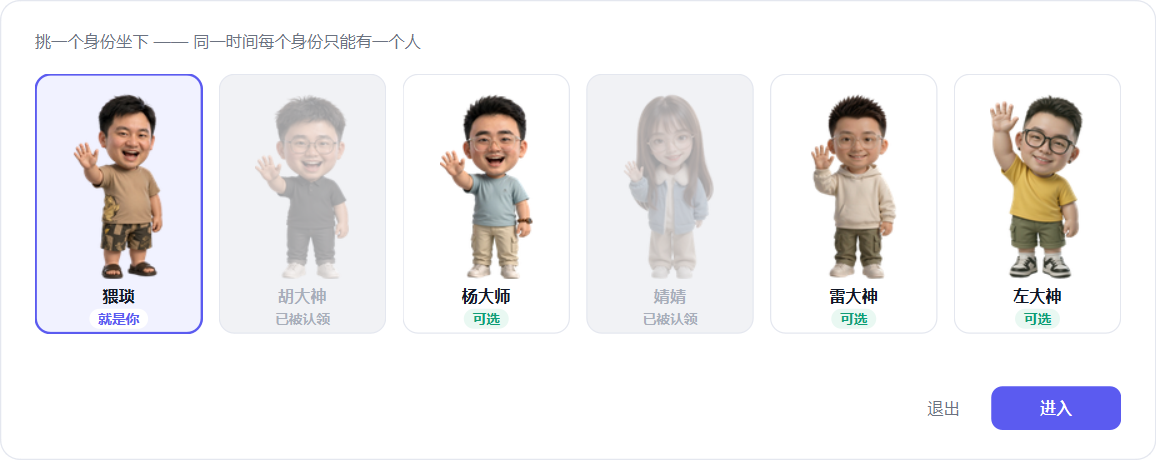 挑一个身份坐下 —— 同一时间每个身份只能有一个人
猥琐
就是你
胡大神
已被认领
杨大师
可选
婧婧
已被认领
雷大神
可选
左大神
可选
退出
进入